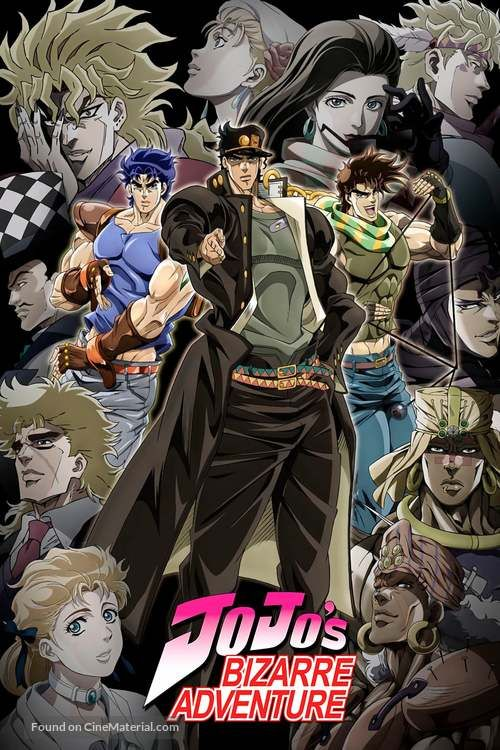 JoJo's
BIZARRE
ADVENTURE
Found on CineMaterial.com